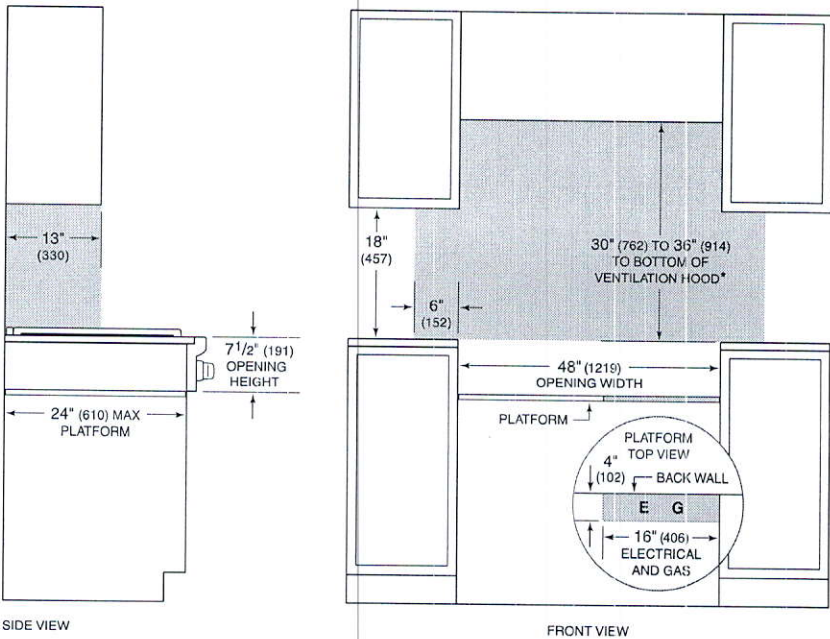 13"
(330)
7 1/2" (191)
OPENING
HEIGHT
24" (610) MAX
PLATFORM
SIDE VIEW
18"
(457)
6"
(152)
30" (762) TO 36" (914)
TO BOTTOM OF
VENTILATION HOOD*
48" (1219)
OPENING WIDTH
PLATFORM
PLATFORM
TOP VIEW
4"
(102)
BACK WALL
E G
16" (406)
ELECTRICAL
AND GAS
FRONT VIEW